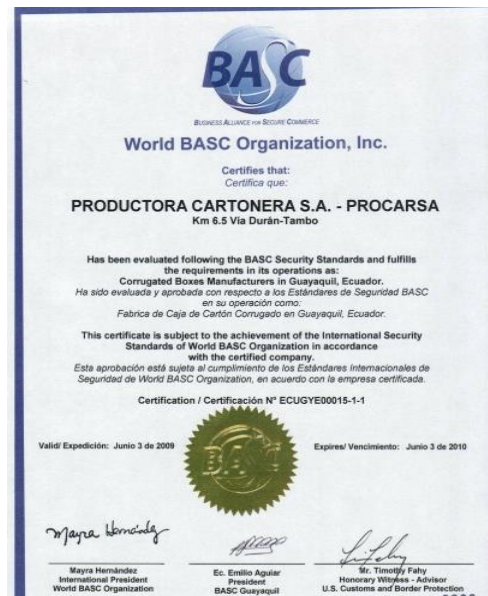 BASC
BUSINESS ALLIANCE FOR SECURE COMMERCE
World BASC Organization, Inc.
Certifies that:
Certifica que:
PRODUCTORA CARTONERA S.A. - PROCARSA
Km 6.5 Vía Durán-Tambo
Has been evaluated following the BASC Security Standards and fulfills
the requirements in its operations as:
Corrugated Boxes Manufacturers in Guayaquil, Ecuador.
Ha sido evaluada y aprobada con respecto a los Estándares de Seguridad BASC
en su operación como:
Fabrica de Caja de Cartón Corrugado en Guayaquil, Ecuador.
This certificate is subject to the achievement of the International Security
Standards of World BASC Organization in accordance
with the certified company.
Esta aprobación está sujeta al cumplimiento de los Estándares Internacionales de
Seguridad de World BASC Organization, en acuerdo con la empresa certificada.
Certification / Certificación N° ECUGYE00015-1-1
Valid/ Expedición: Junio 3 de 2009
Expires/ Vencimiento: Junio 3 de 2010
BASC
Mayra Hernández
Mayra Hernández
International President
World BASC Organization
Ec. Emilio Aguiar
President
BASC Guayaquil
Mr. Timothy Fahy
Honorary Witness - Advisor
U.S. Customs and Border Protection